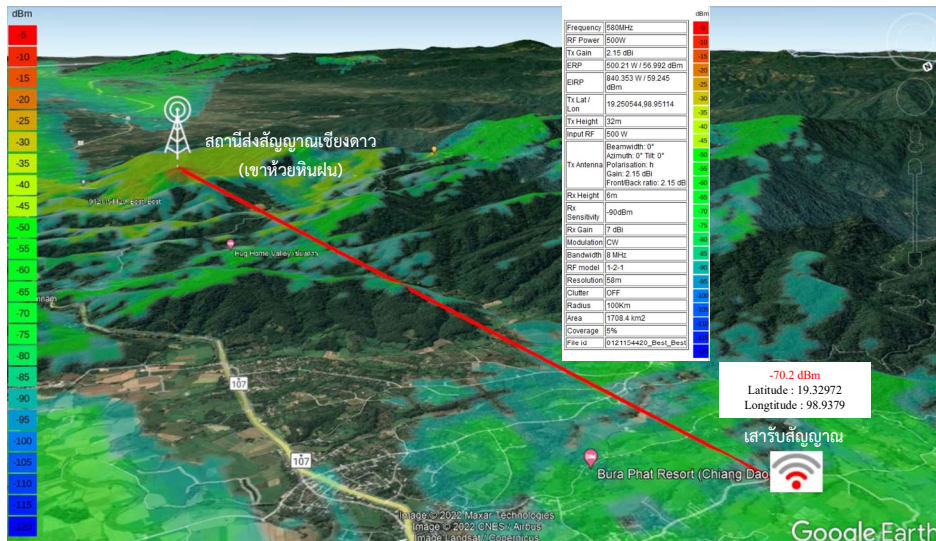 dBm
-5
-10
-15
-20
-25
-30
-35
-40
-45
-50
-55
-60
-65
-70
-75
-80
-85
-90
-95
-100
-105
-110
-115
-120
สถานีส่งสัญญาณเชียงดาว
(เขาห้วยหินฝน)
Hug Home Valley
107
107
Bura Phat Resort (Chiang Dao
Image © 2022 Maxar Technologies
Image © 2022 CNES / Airbus
Image Landsat / Copernicus
Google Earth
Frequency 580MHz
RF Power 500W
Tx Gain 2.15 dBi
ERP 500.21 W / 56.992 dBm
EIRP 840.353 W / 59.245 dBm
Tx Lat / Lon 19.250544,98.95114
Tx Height 32m
Input RF 500 W
Tx Antenna Beamwidth: 0°
Azimuth: 0° Tilt: 0°
Polarisation: h
Gain: 2.15 dBi
Front/Back ratio: 2.15 dB
Rx Height 6m
Rx Sensitivity -90dBm
Rx Gain 7 dBi
Modulation CW
Bandwidth 8 MHz
RF model 1-2-1
Resolution 58m
Clutter OFF
Radius 100Km
Area 1708.4 km2
Coverage 5%
File id 0121154420_Best_Best
dBm
-70.2 dBm
Latitude : 19.32972
Longtitude : 98.9379
เสารับสัญญาณ